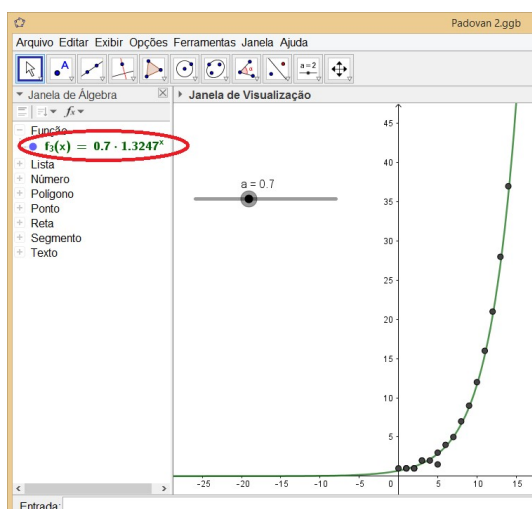 Padovan 2.ggb
Arquivo Editar Exibir Opções Ferramentas Janela Ajuda
A
a=2
Janela de Álgebra
Janela de Visualização
fx
Função
f₃(x) = 0.7 · 1.3247ˣ
Lista
Número
Polígono
Ponto
Reta
Segmento
Texto
a = 0.7
45
40
35
30
25
20
15
10
5
-25 -20 -15 -10 -5 0 5 10 15
Entrada: